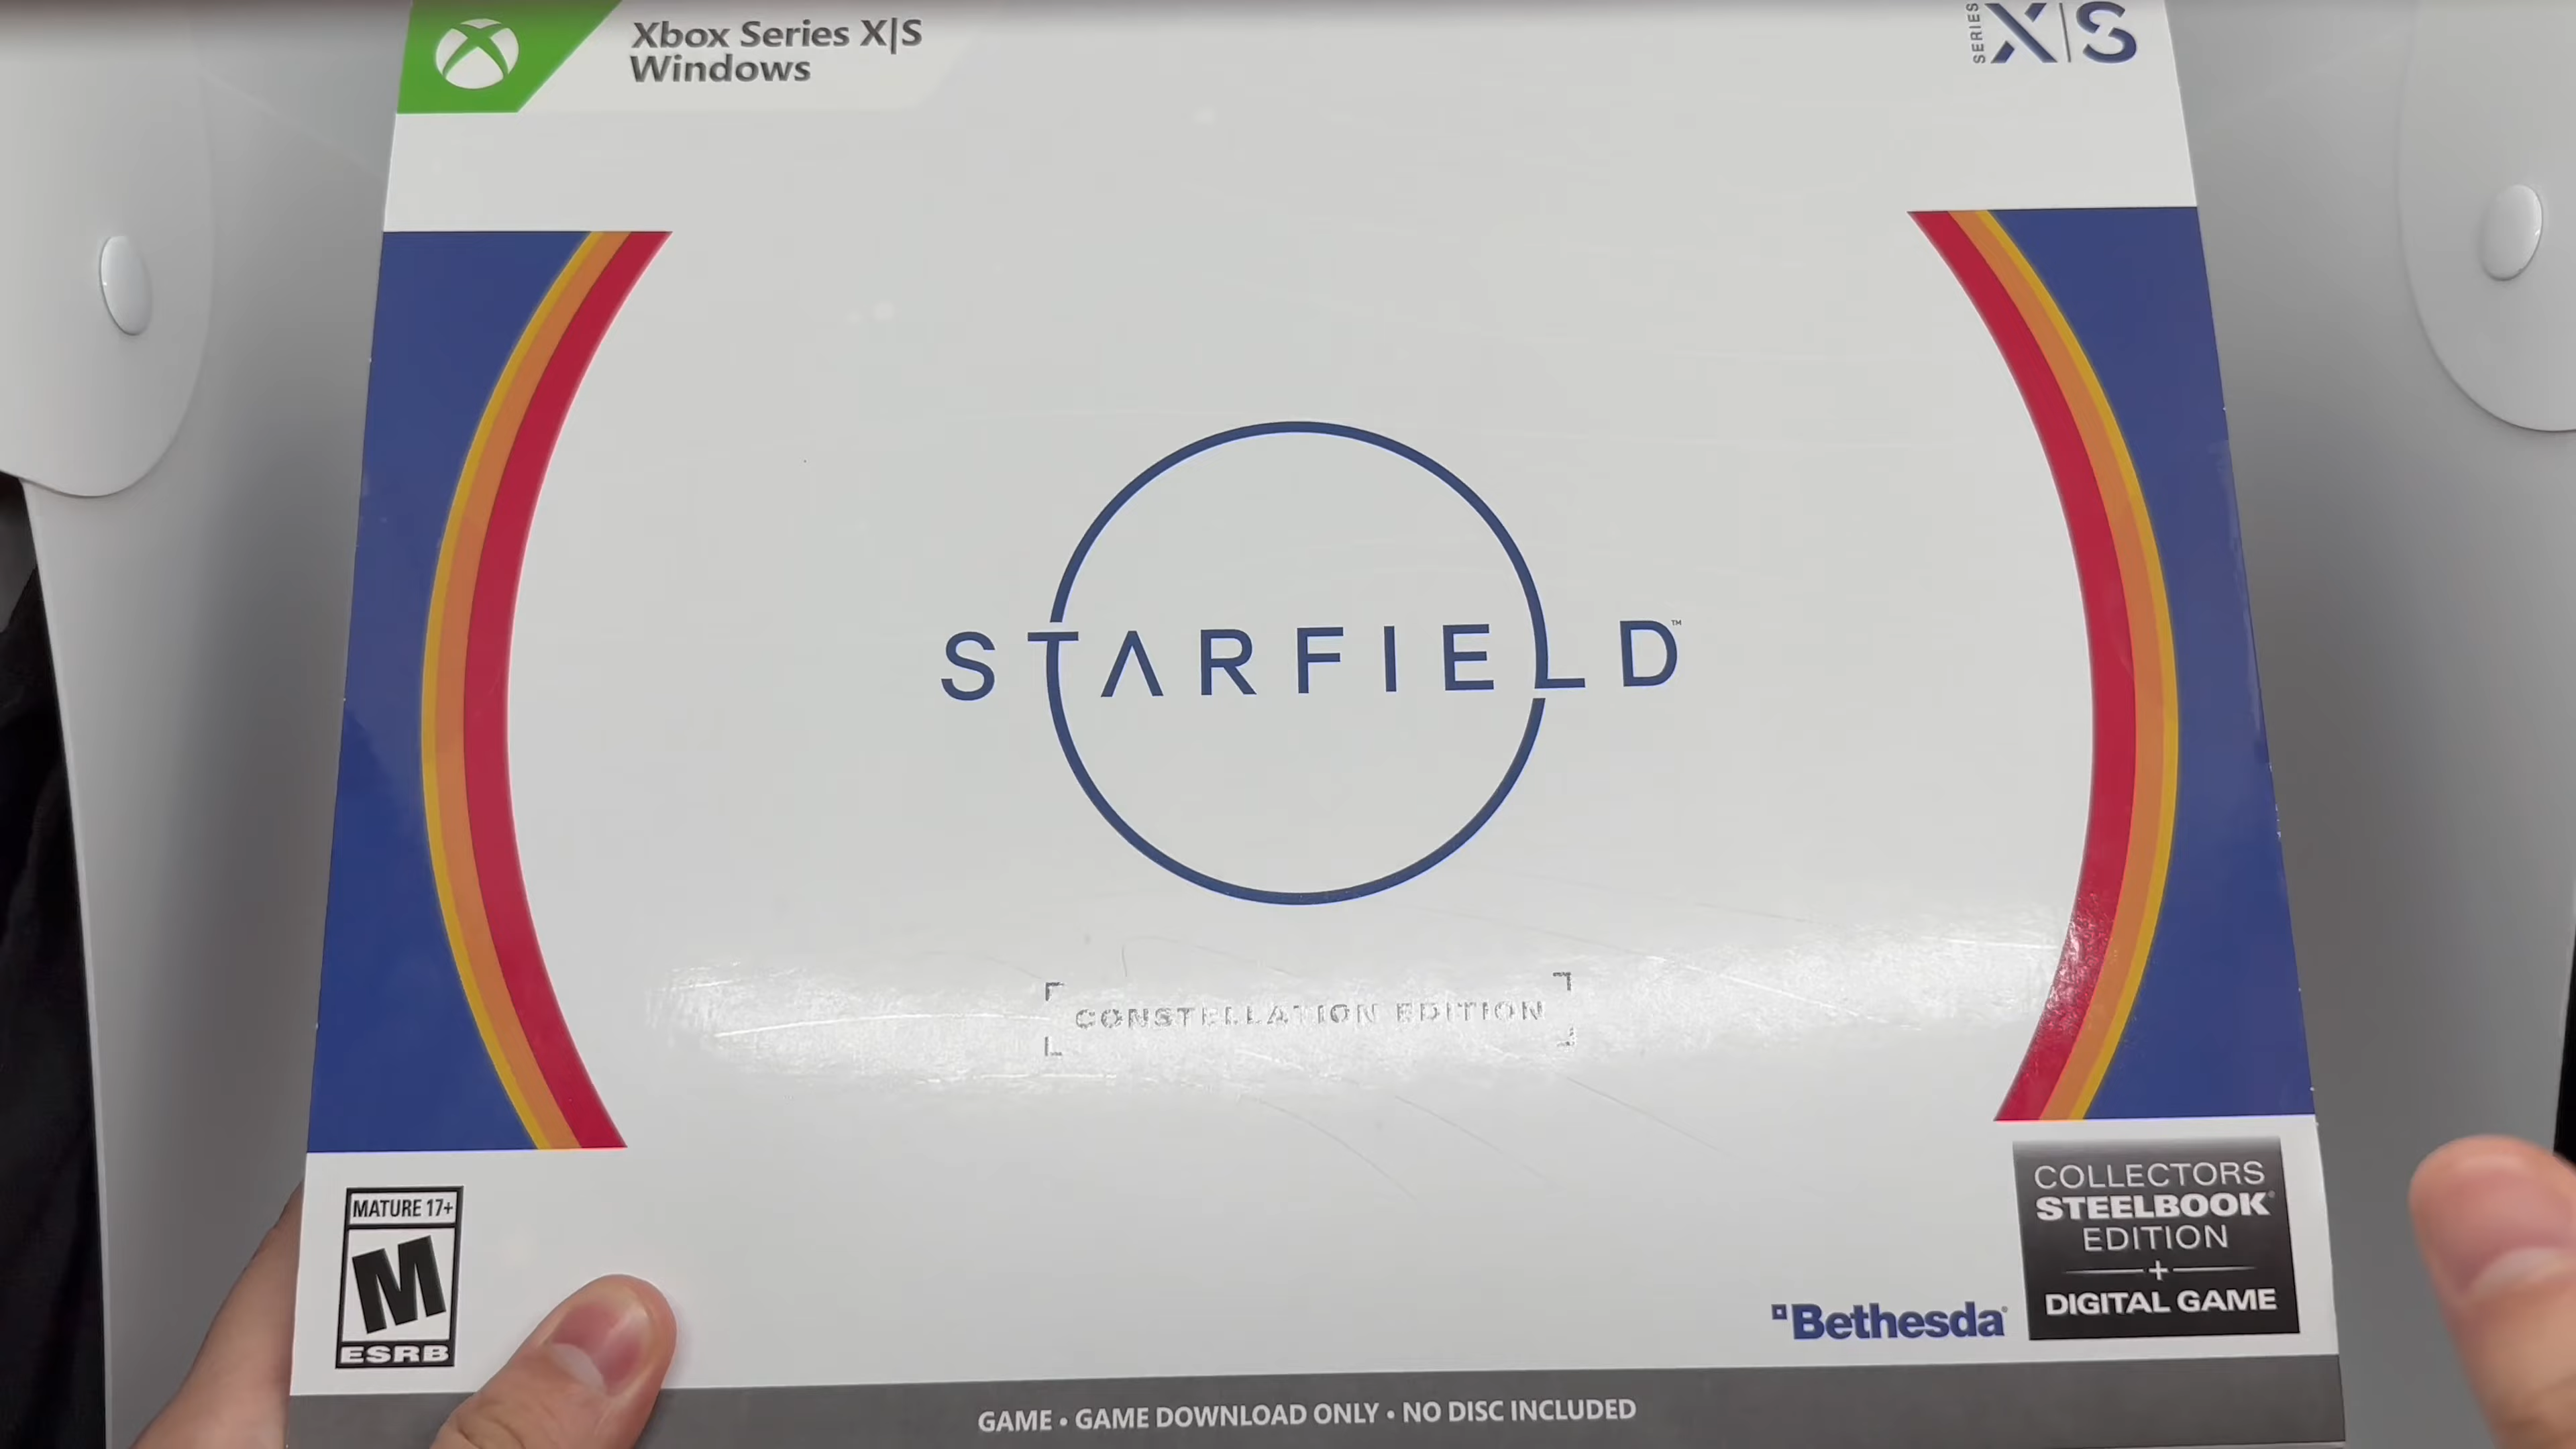 Xbox Series X|S
Windows
SERIES X|S
STARFIELD™
CONSTELLATION EDITION
MATURE 17+
M
ESRB
Bethesda®
COLLECTORS
STEELBOOK®
EDITION
+
DIGITAL GAME
GAME • GAME DOWNLOAD ONLY • NO DISC INCLUDED